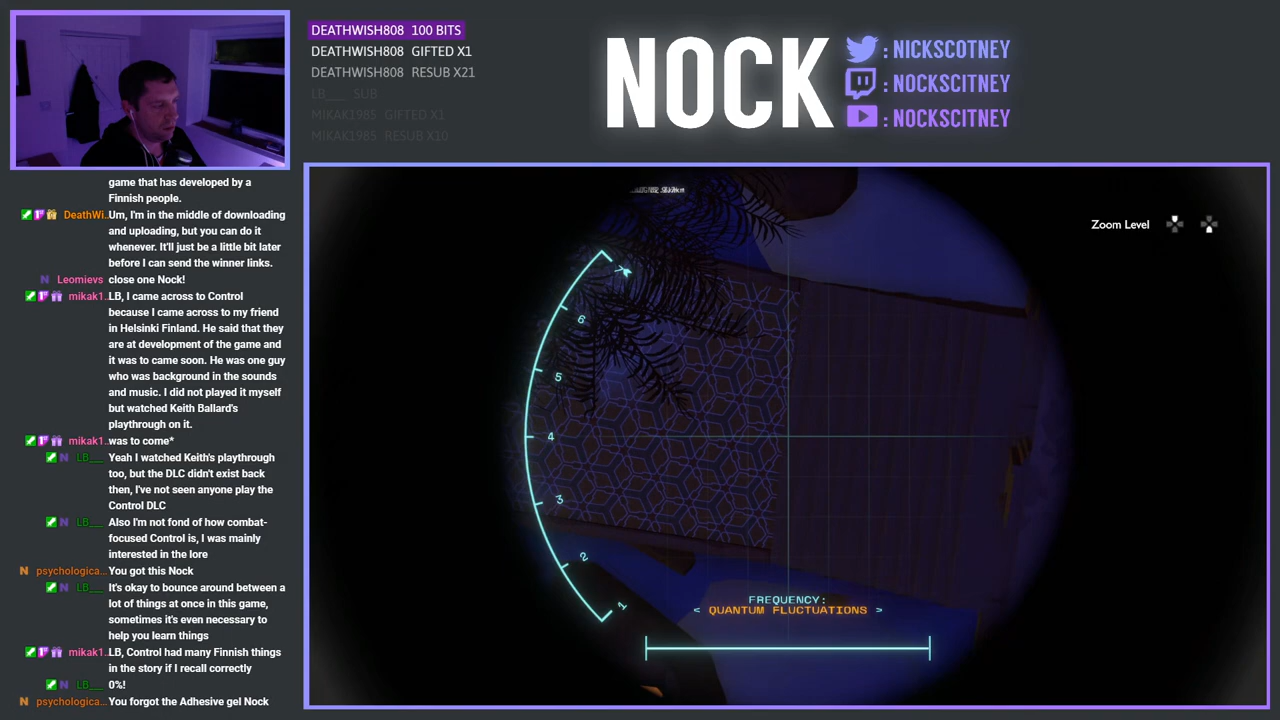 DEATHWISH808 100 BITS
DEATHWISH808 GIFTED X1
DEATHWISH808 RESUB X21
LB___ SUB
MIKAK1985 GIFTED X1
MIKAK1985 RESUB X10
NOCK
: NICKSCOTNEY
: NOCKSCITNEY
: NOCKSCITNEY
game that has developed by a
Finnish people.
DeathWi.. Um, I'm in the middle of downloading
and uploading, but you can do it
whenever. It'll just be a little bit later
before I can send the winner links.
N Leomievs close one Nock!
mikak1.. LB, I came across to Control
because I came across to my friend
in Helsinki Finland. He said that they
are at development of the game and
it was to came soon. He was one guy
who was background in the sounds
and music. I did not played it myself
but watched Keith Ballard's
playthrough on it.
mikak1.. was to come*
N LB___ Yeah I watched Keith's playthrough
too, but the DLC didn't exist back
then, I've not seen anyone play the
Control DLC
N LB___ Also I'm not fond of how combat-
focused Control is, I was mainly
interested in the lore
N psychologica... You got this Nock
N LB___ It's okay to bounce around between a
lot of things at once in this game,
sometimes it's even necessary to
help you learn things
mikak1.. LB, Control had many Finnish things
in the story if I recall correctly
N LB___ 0%!
N psychologica... You forgot the Adhesive gel Nock
Zoom Level
6
5
4
3
2
1
FREQUENCY:
< QUANTUM FLUCTUATIONS >